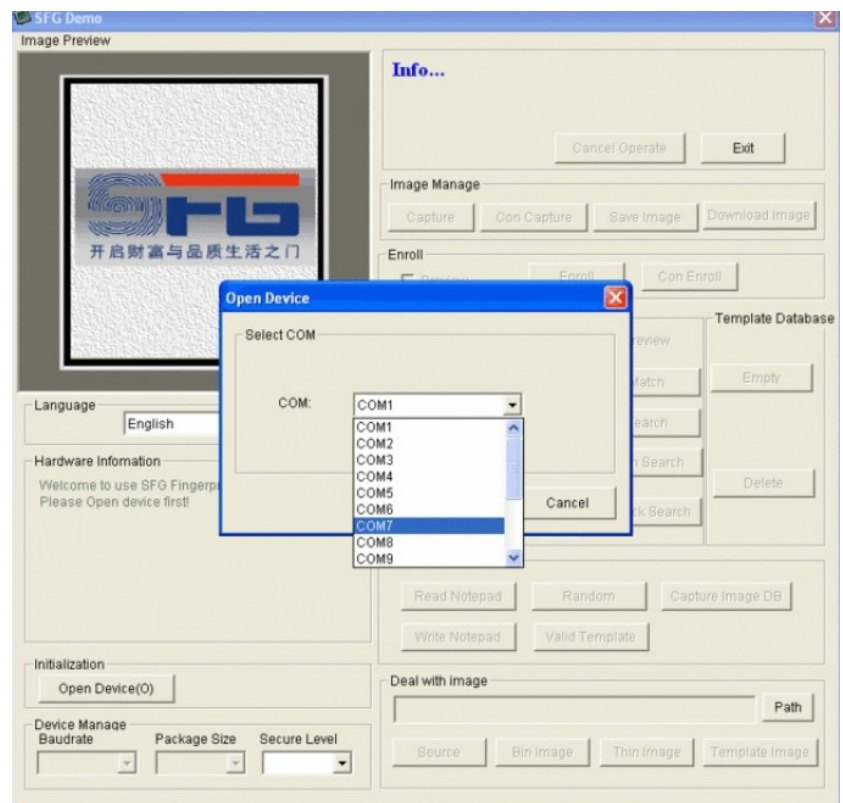 SFG Demo
Image Preview
SFG
开启财富与品质生活之门
Info...
Cancel Operate
Exit
Image Manage
Capture
Con Capture
Save Image
Download Image
Enroll
Preview
Enroll
Con Enroll
Open Device
Select COM
COM:
COM1
COM1
COM2
COM3
COM4
COM5
COM6
COM7
COM8
COM9
Cancel
Template Database
Empty
Delete
Language
English
Hardware Infomation
Welcome to use SFG
Please Open device first!
Search
Read Notepad
Random
Capture Image DB
Write Notepad
Valid Template
Initialization
Open Device(O)
Deal with image
Path
Device Manage
Baudrate
Package Size
Secure Level
Source
Bin Image
Thin Image
Template Image